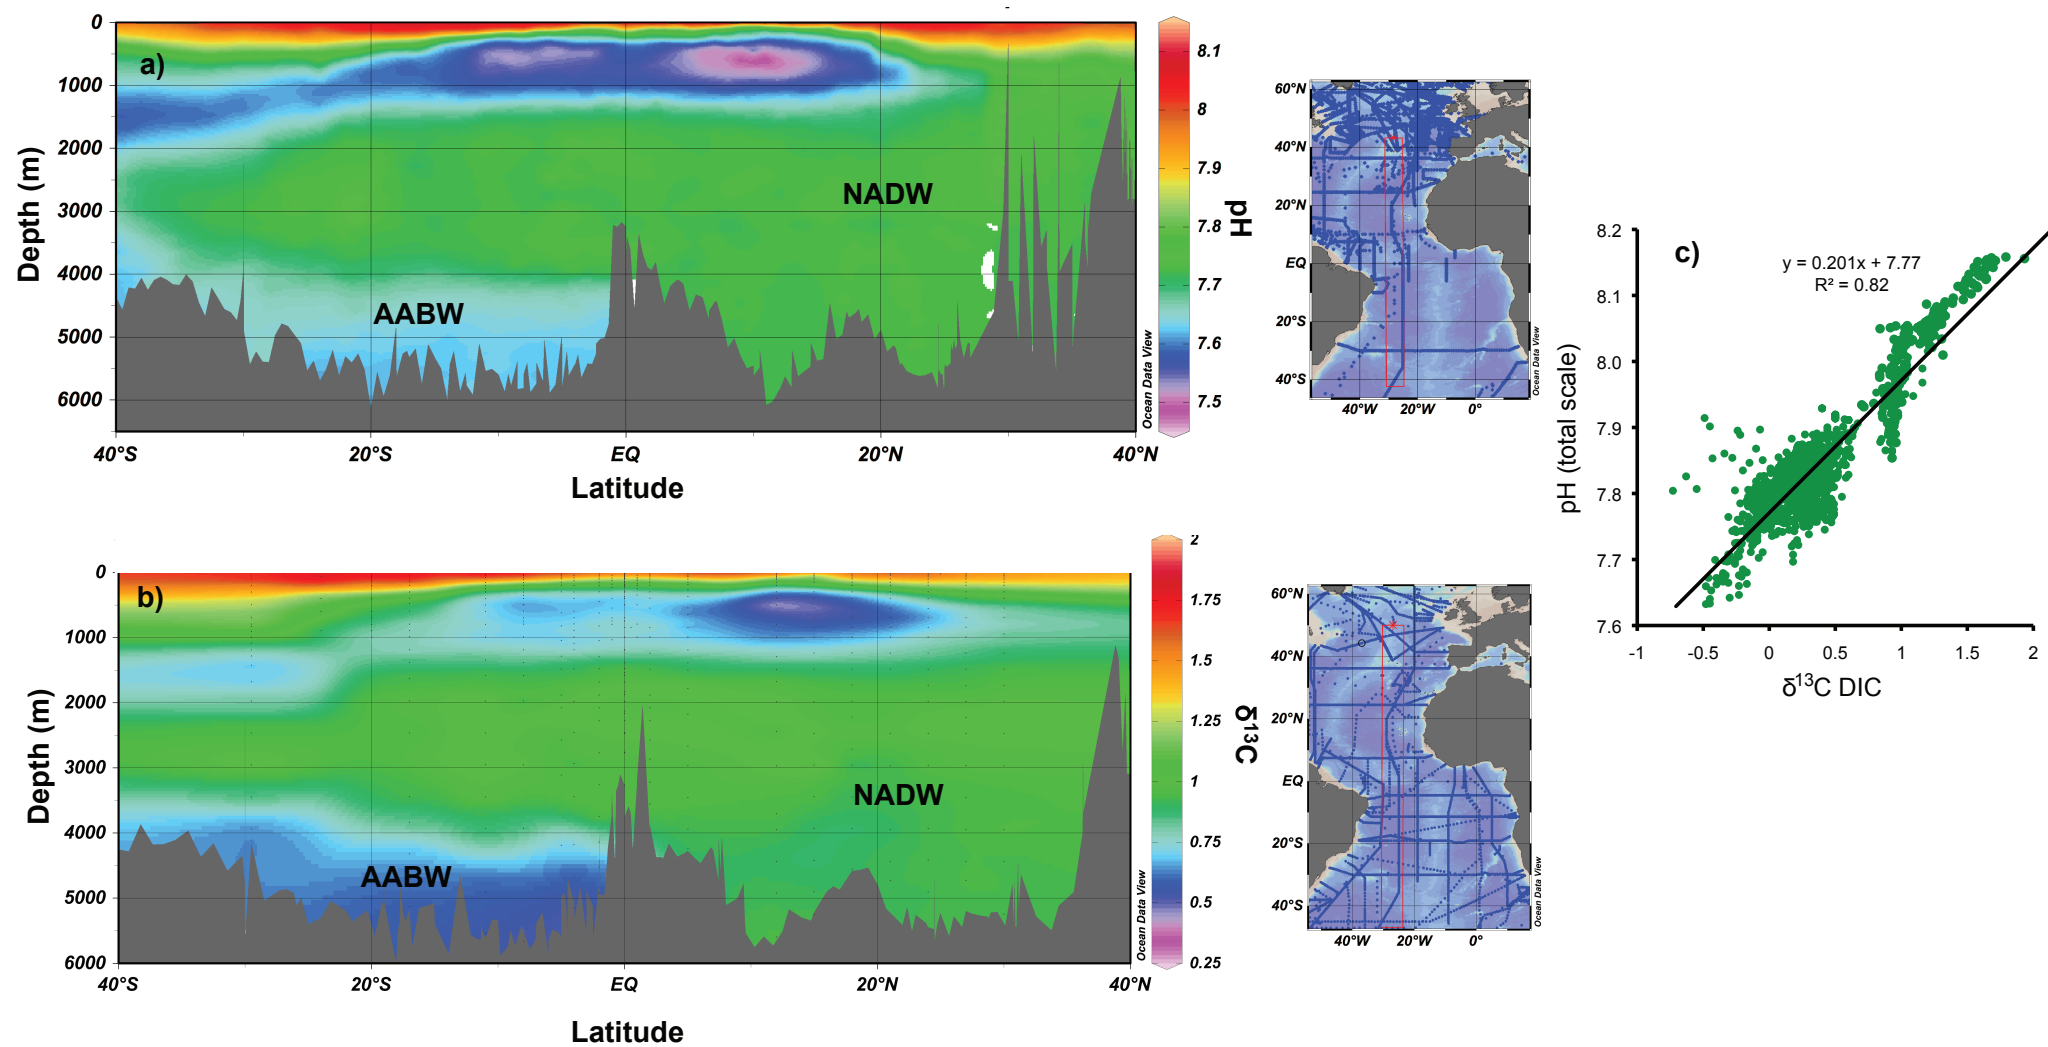 a)
0
1000
2000
3000
4000
5000
6000
Depth (m)
40°S
20°S
EQ
20°N
40°N
Latitude
NADW
AABW
Ocean Data View
8.1
8
7.9
7.8
7.7
7.6
7.5
pH
60°N
40°N
20°N
EQ
20°S
40°S
40°W
20°W
0°
Ocean Data View
b)
0
1000
2000
3000
4000
5000
6000
Depth (m)
40°S
20°S
EQ
20°N
40°N
Latitude
NADW
AABW
Ocean Data View
2
1.75
1.5
1.25
1
0.75
0.5
0.25
δ13C
60°N
40°N
20°N
EQ
20°S
40°S
40°W
20°W
0°
Ocean Data View
c)
y = 0.201x + 7.77
R² = 0.82
8.2
8.1
8.0
7.9
7.8
7.7
7.6
pH (total scale)
-1
-0.5
0
0.5
1
1.5
2
δ13C DIC